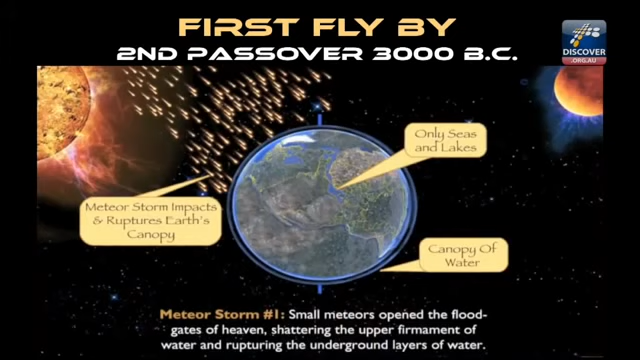 FIRST FLY BY
2ND PASSOVER 3000 B.C.
DISCOVER
.ORG.AU
Only Seas
and Lakes
Meteor Storm Impacts
& Ruptures Earth's
Canopy
Canopy Of
Water
Meteor Storm #1: Small meteors opened the flood-
gates of heaven, shattering the upper firmament of
water and rupturing the underground layers of water.